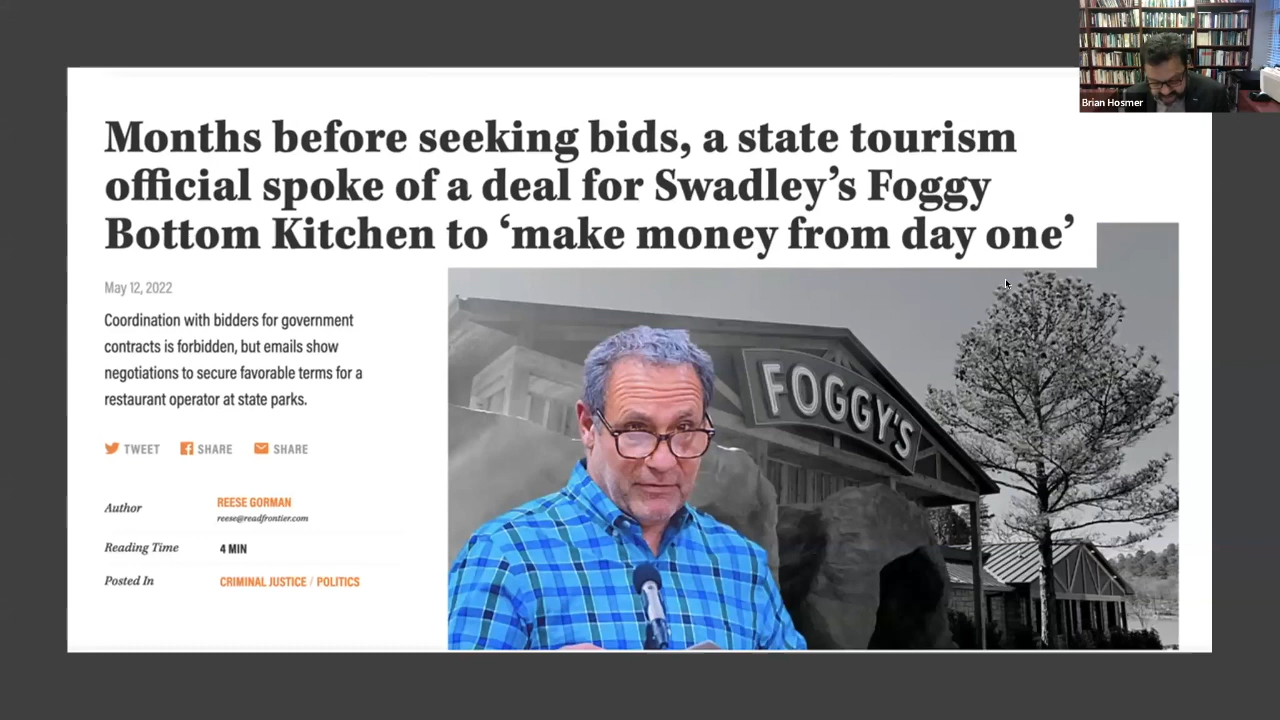 Brian Hosmer
Months before seeking bids, a state tourism
official spoke of a deal for Swadley’s Foggy
Bottom Kitchen to ‘make money from day one’
May 12, 2022
Coordination with bidders for government
contracts is forbidden, but emails show
negotiations to secure favorable terms for a
restaurant operator at state parks.
TWEET SHARE SHARE
Author REESE GORMAN
reese@readfrontier.com
Reading Time 4 MIN
Posted In CRIMINAL JUSTICE / POLITICS
FOGGY'S